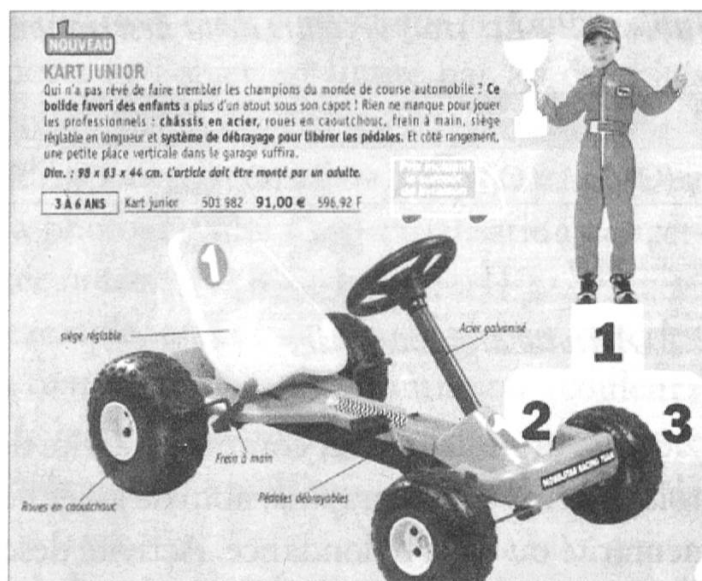 1
NOUVEAU
KART JUNIOR
Qui n'a pas rêvé de faire trembler les champions du monde de course automobile ? Ce
bolide favori des enfants a plus d'un atout sous son capot ! Rien ne manque pour jouer
les professionnels : châssis en acier, roues en caoutchouc, frein à main, siège
réglable en longueur et système de débrayage pour libérer les pédales. Et côté rangement,
une petite place verticale dans le garage suffira.
Dim. : 98 x 63 x 44 cm. L'article doit être monté par un adulte.
3 À 6 ANS Kart junior 501 982 91,00 € 596,92 F
1
siège réglable
Acier galvanisé
1
2
3
Frein à main
Pédales débrayables
Roues en caoutchouc
RACING TEAM